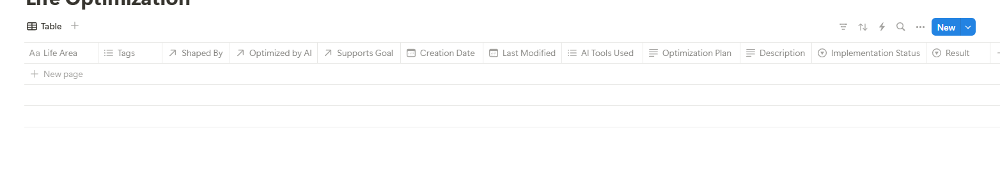 Life Optimization
Table
New
Aa Life Area Tags Shaped By Optimized by AI Supports Goal Creation Date Last Modified AI Tools Used Optimization Plan Description Implementation Status Result
New page